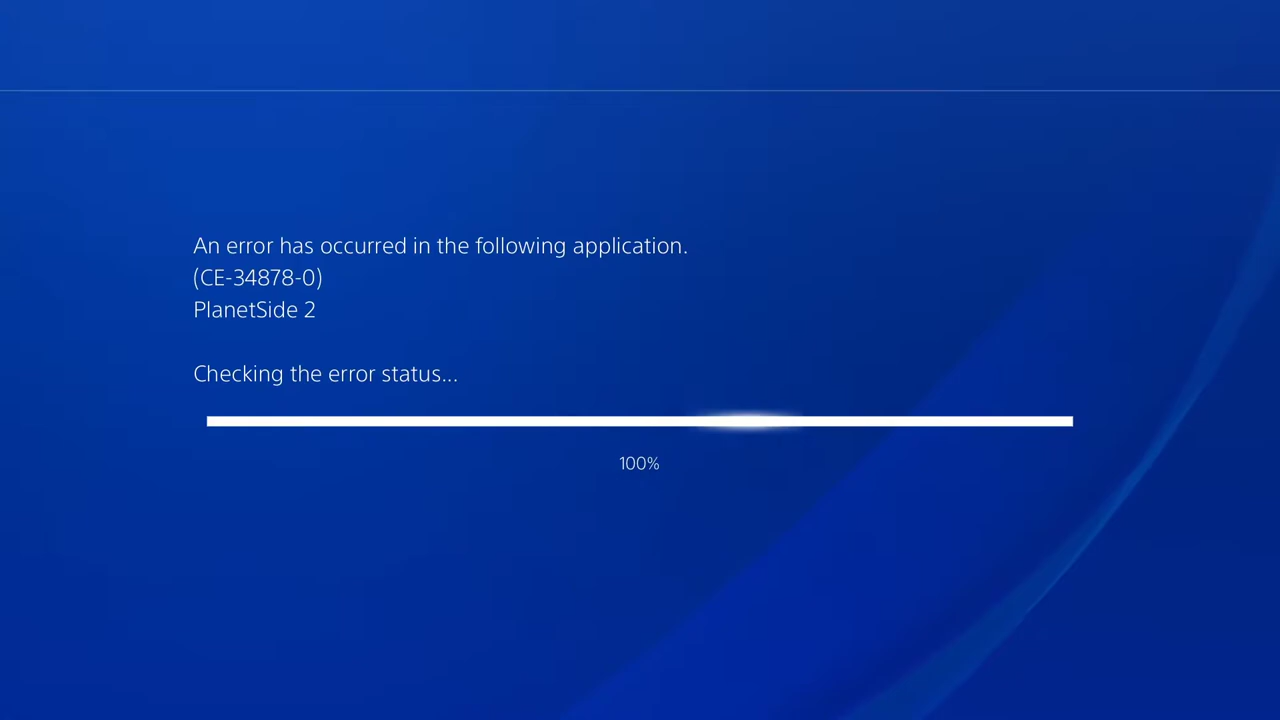 An error has occurred in the following application.
(CE-34878-0)
PlanetSide 2
Checking the error status...
100%